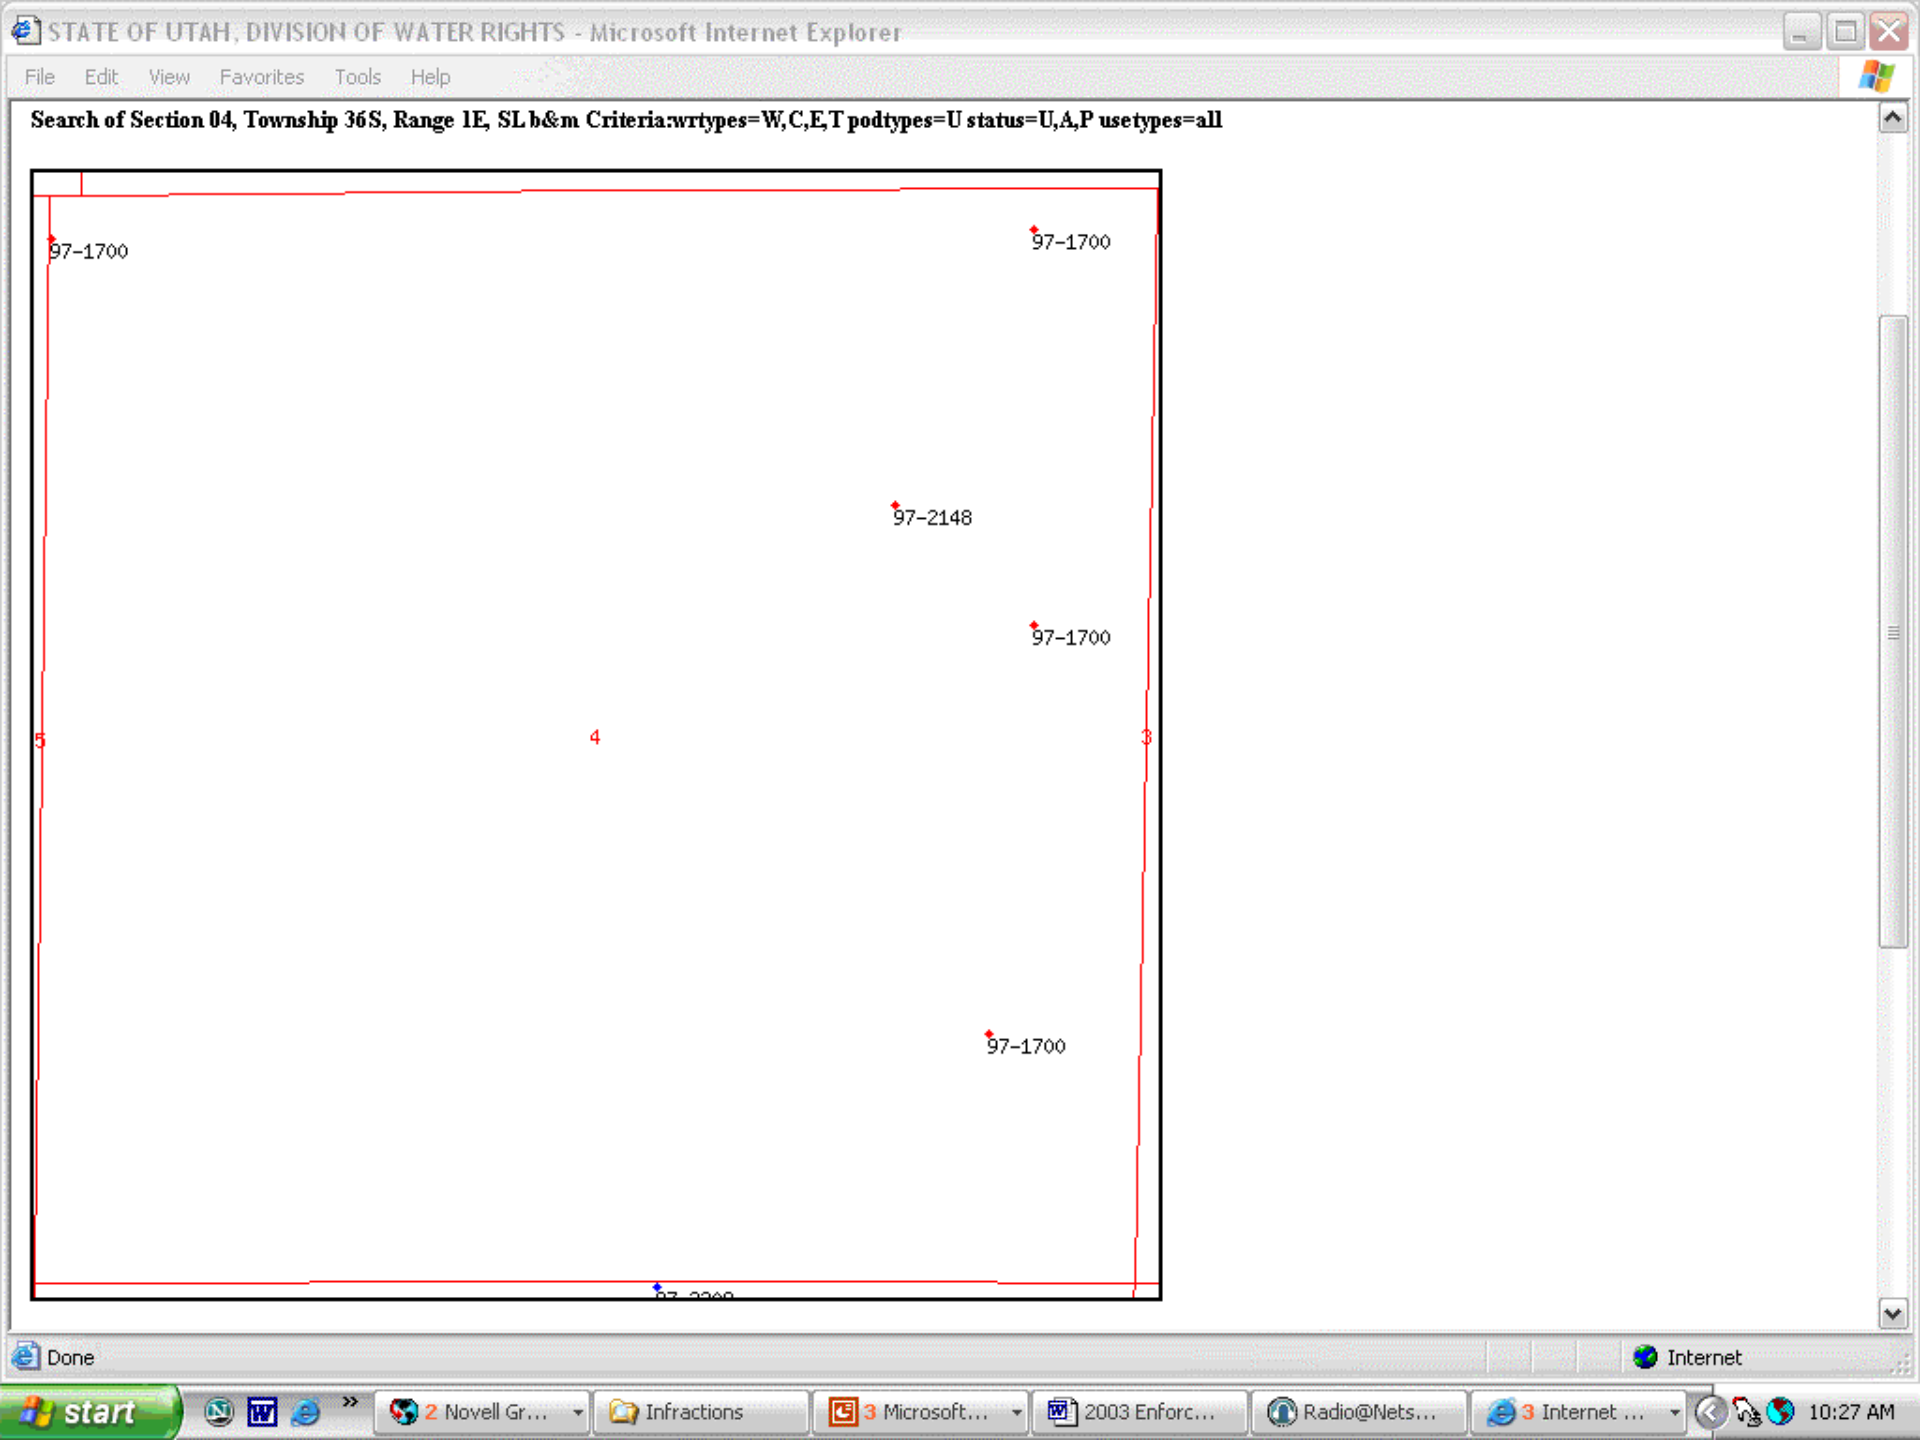 STATE OF UTAH, DIVISION OF WATER RIGHTS - Microsoft Internet Explorer
File Edit View Favorites Tools Help
Search of Section 04, Township 36S, Range 1E, SL b&m Criteria:wrtypes=W,C,E,T podtypes=U status=U,A,P usetypes=all
97-1700
97-1700
97-2148
97-1700
5
4
3
97-1700
Done
Internet
start
2 Novell Gr...
Infractions
3 Microsoft...
2003 Enforc...
Radio@Nets...
3 Internet ...
10:27 AM